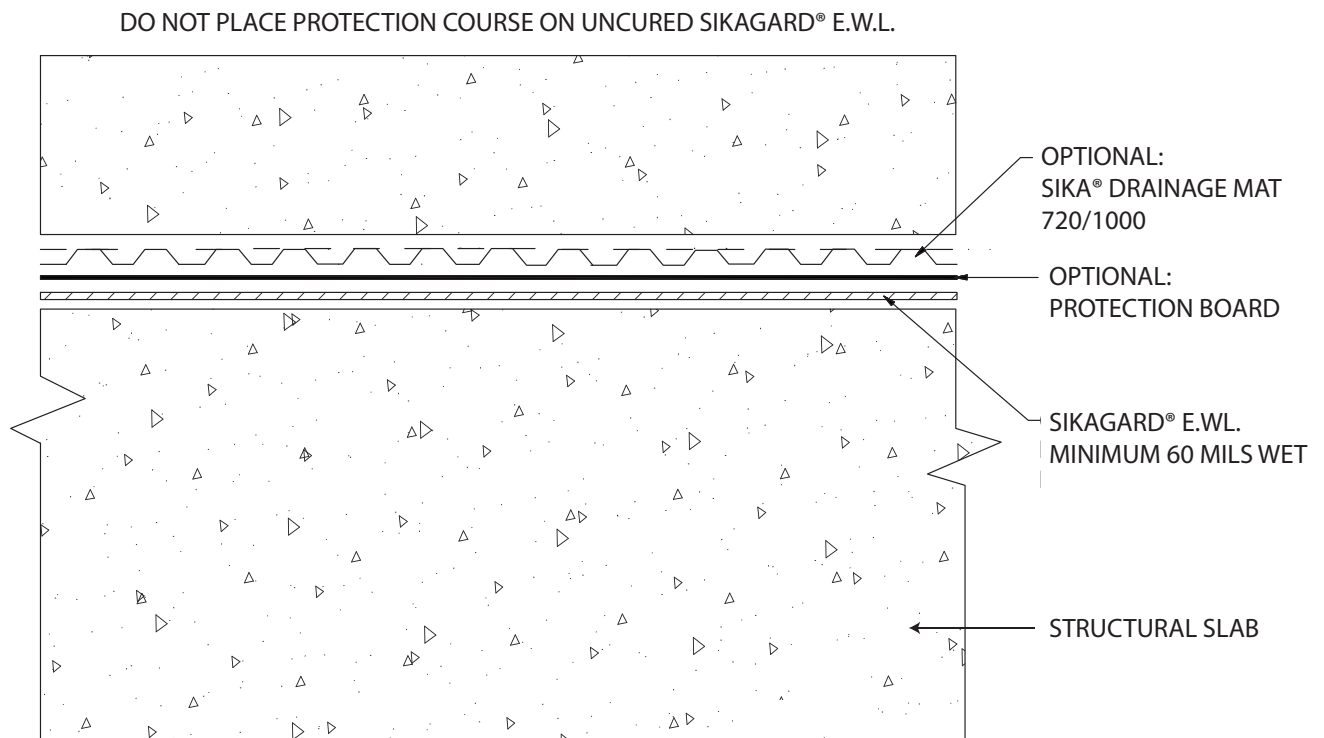 DO NOT PLACE PROTECTION COURSE ON UNCURED SIKAGARD® E.W.L.
OPTIONAL:
SIKA® DRAINAGE MAT
720/1000
OPTIONAL:
PROTECTION BOARD
SIKAGARD® E.WL.
MINIMUM 60 MILS WET
STRUCTURAL SLAB